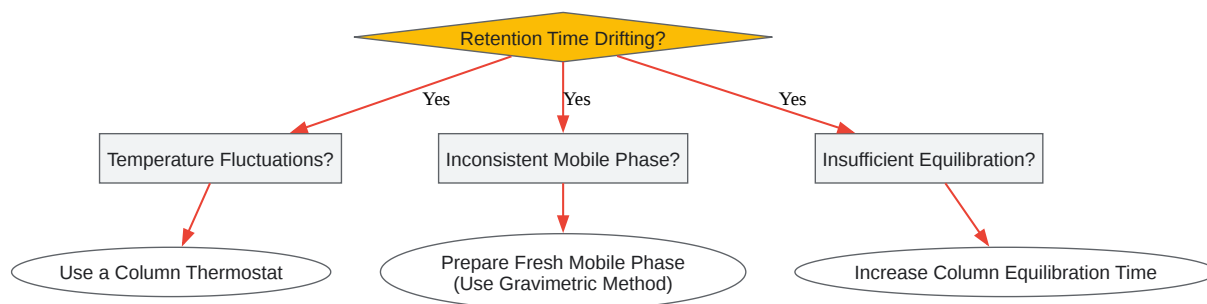 Retention Time Drifting?
Yes
Yes
Yes
Temperature Fluctuations?
Inconsistent Mobile Phase?
Insufficient Equilibration?
Use a Column Thermostat
Prepare Fresh Mobile Phase
(Use Gravimetric Method)
Increase Column Equilibration Time